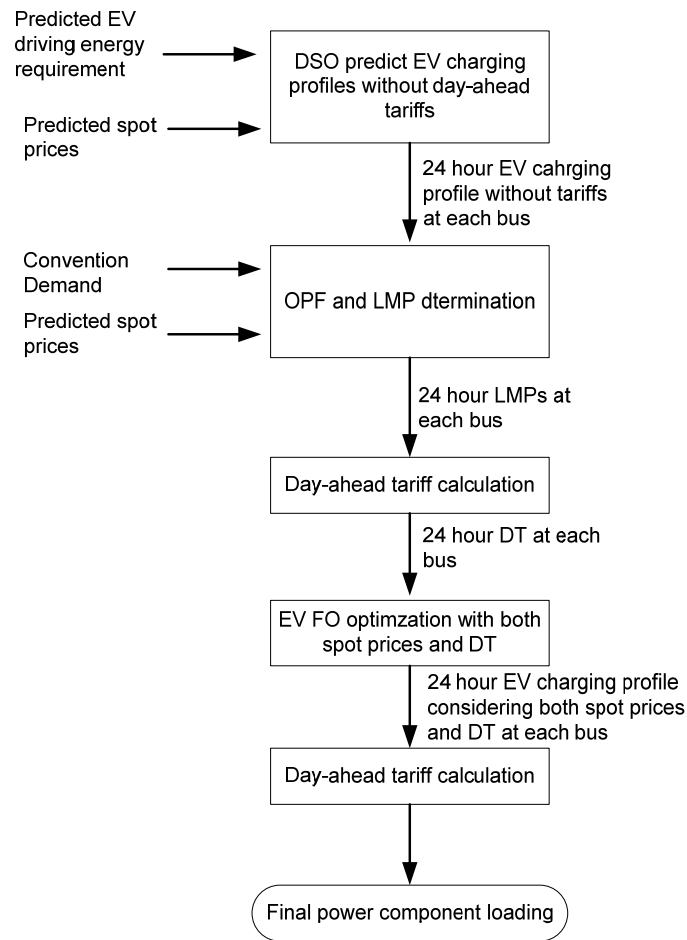 Predicted EV
driving energy
requirement
DSO predict EV charging
profiles without day-ahead
tariffs
Predicted spot
prices
24 hour EV cahrging
profile without tariffs
at each bus
Convention
Demand
OPF and LMP dtermination
Predicted spot
prices
24 hour LMPs at
each bus
Day-ahead tariff calculation
24 hour DT at each
bus
EV FO optimzation with both
spot prices and DT
24 hour EV charging profile
considering both spot prices
and DT at each bus
Day-ahead tariff calculation
Final power component loading